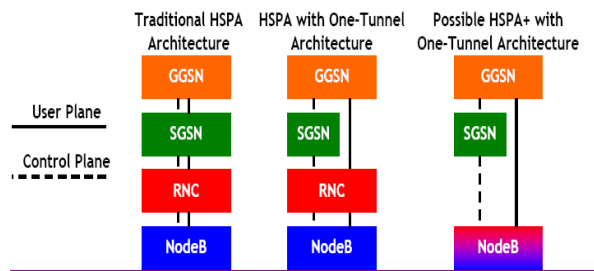 Traditional HSPA
Architecture
HSPA with One-Tunnel
Architecture
Possible HSPA+ with
One-Tunnel Architecture
GGSN
GGSN
GGSN
User Plane
SGSN
SGSN
SGSN
Control Plane
RNC
RNC
NodeB
NodeB
NodeB